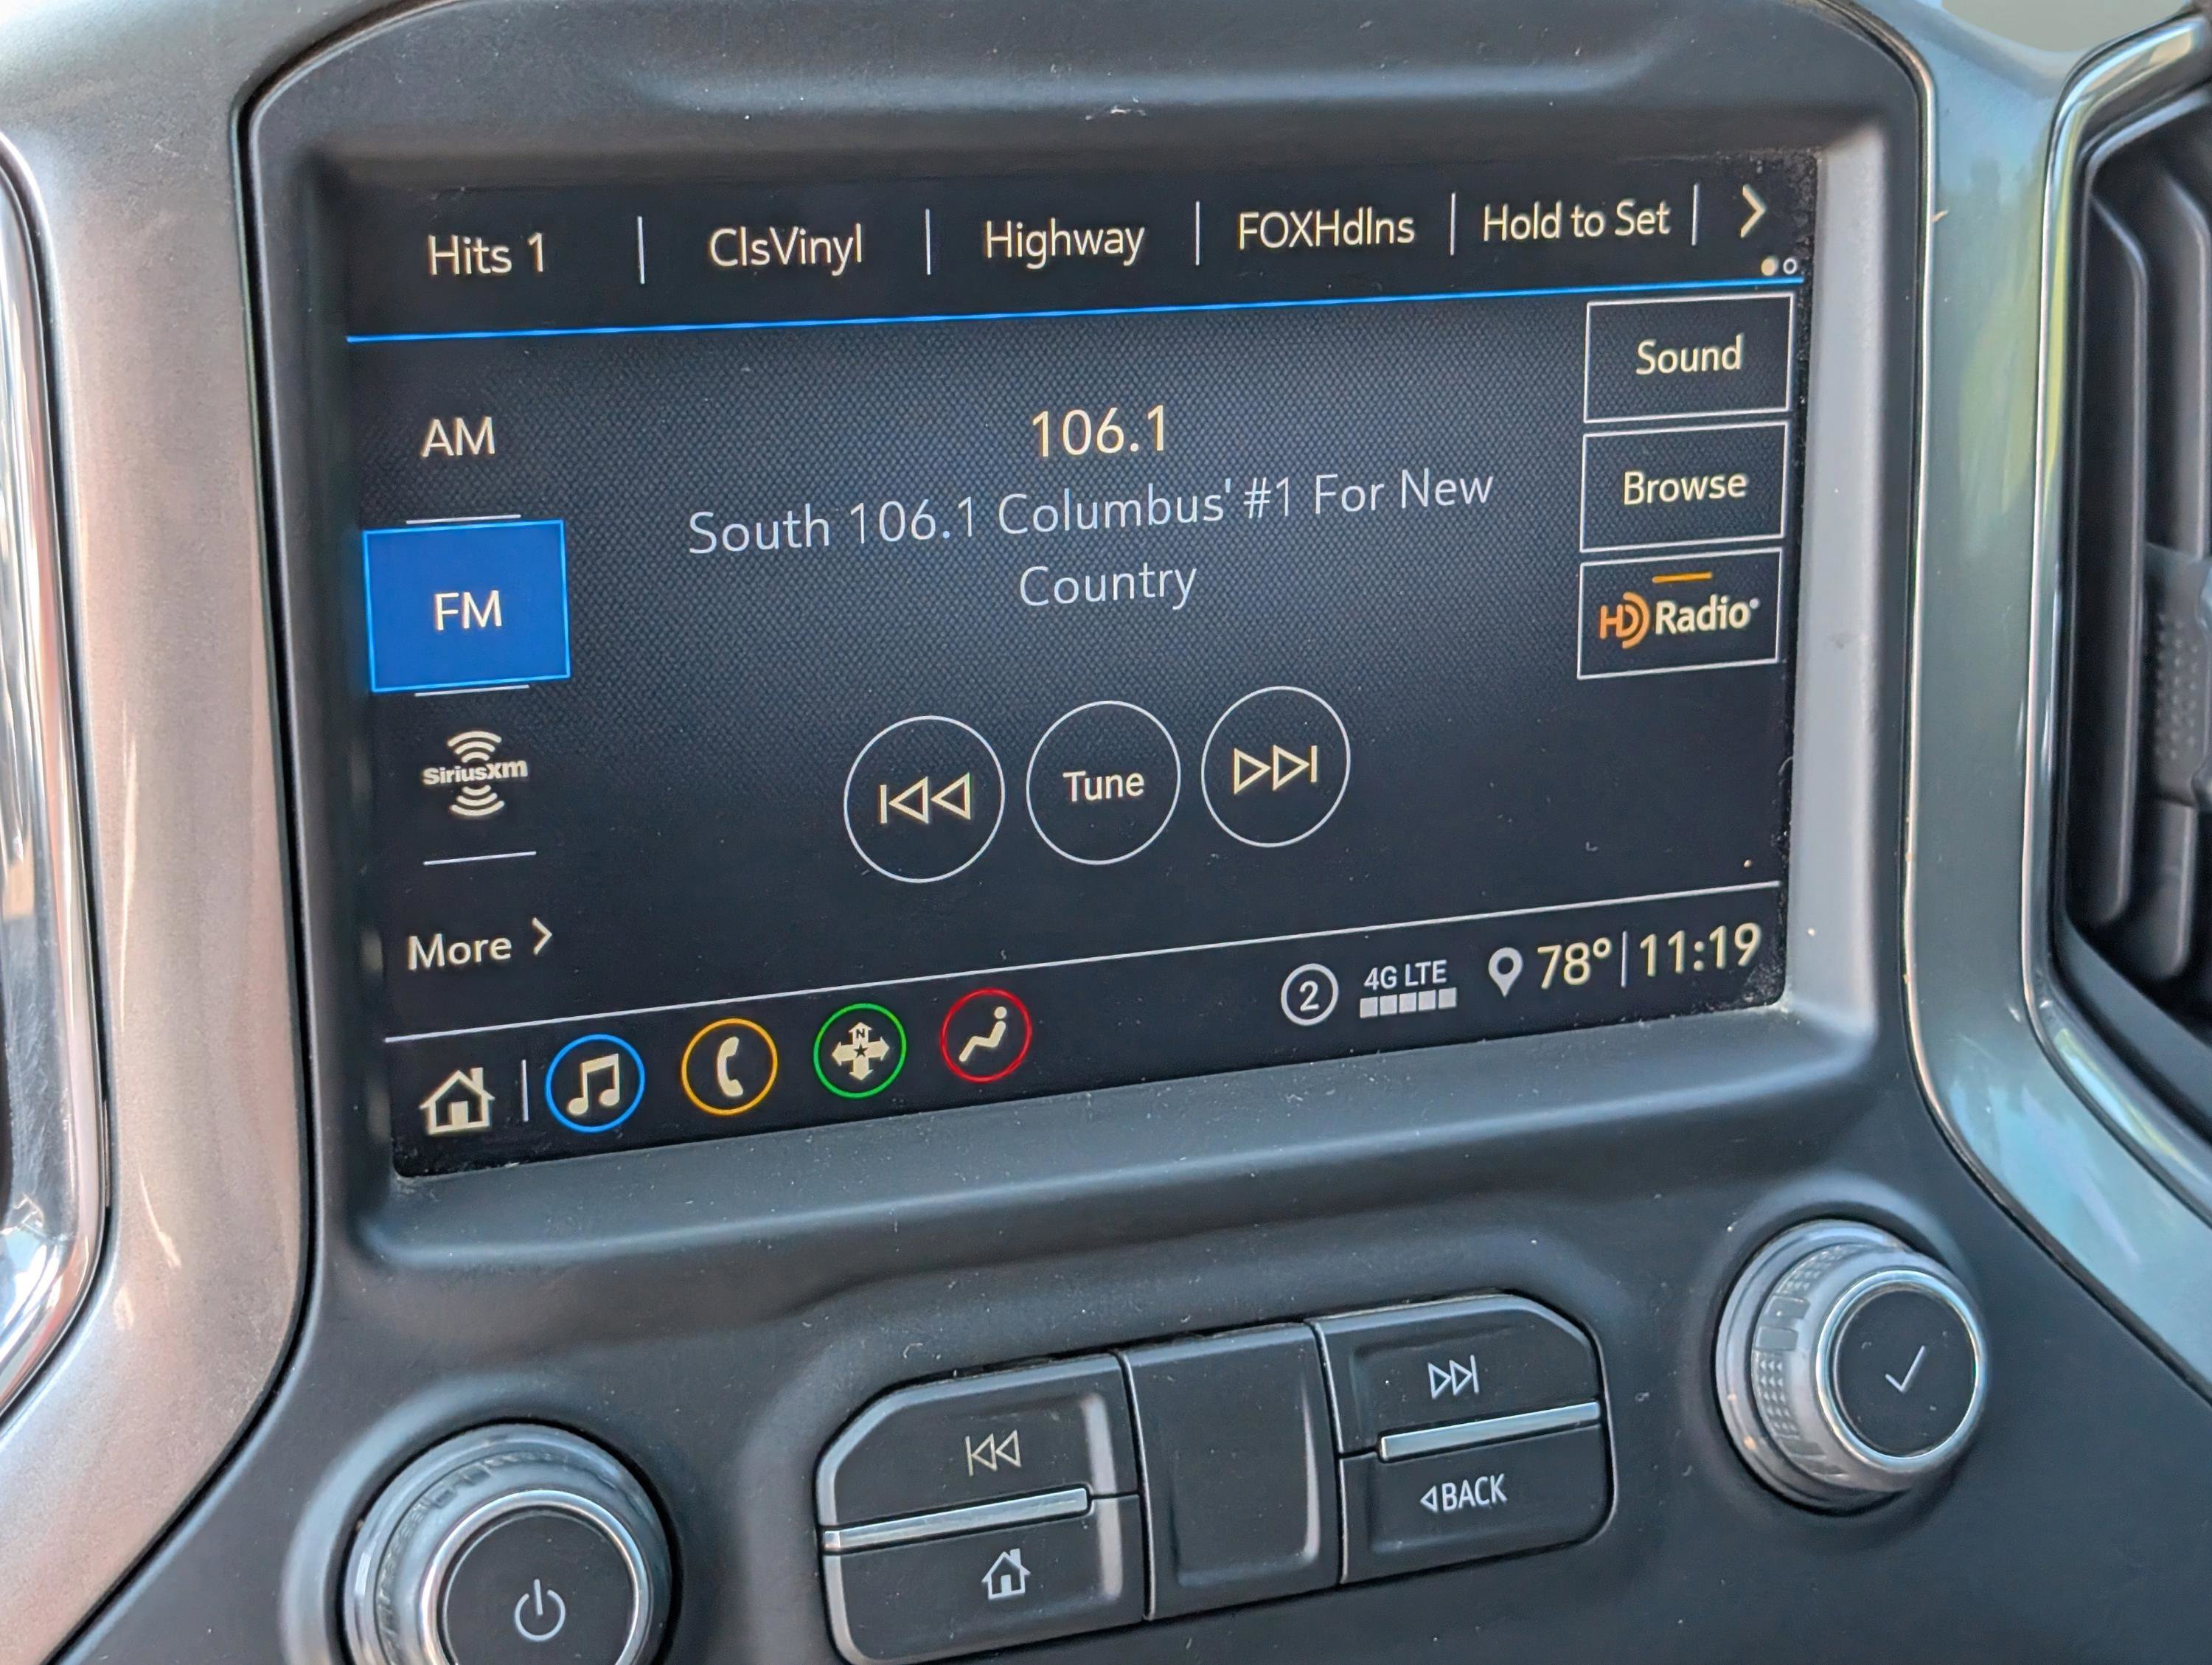 Hits 1 | ClsVinyl | Highway | FOXHdlns | Hold to Set |
Sound
AM
106.1
Browse
South 106.1 Columbus' #1 For New
Country
FM
HD Radio®
SiriusXm
Tune
More
2 4G LTE 78° | 11:19
N
BACK